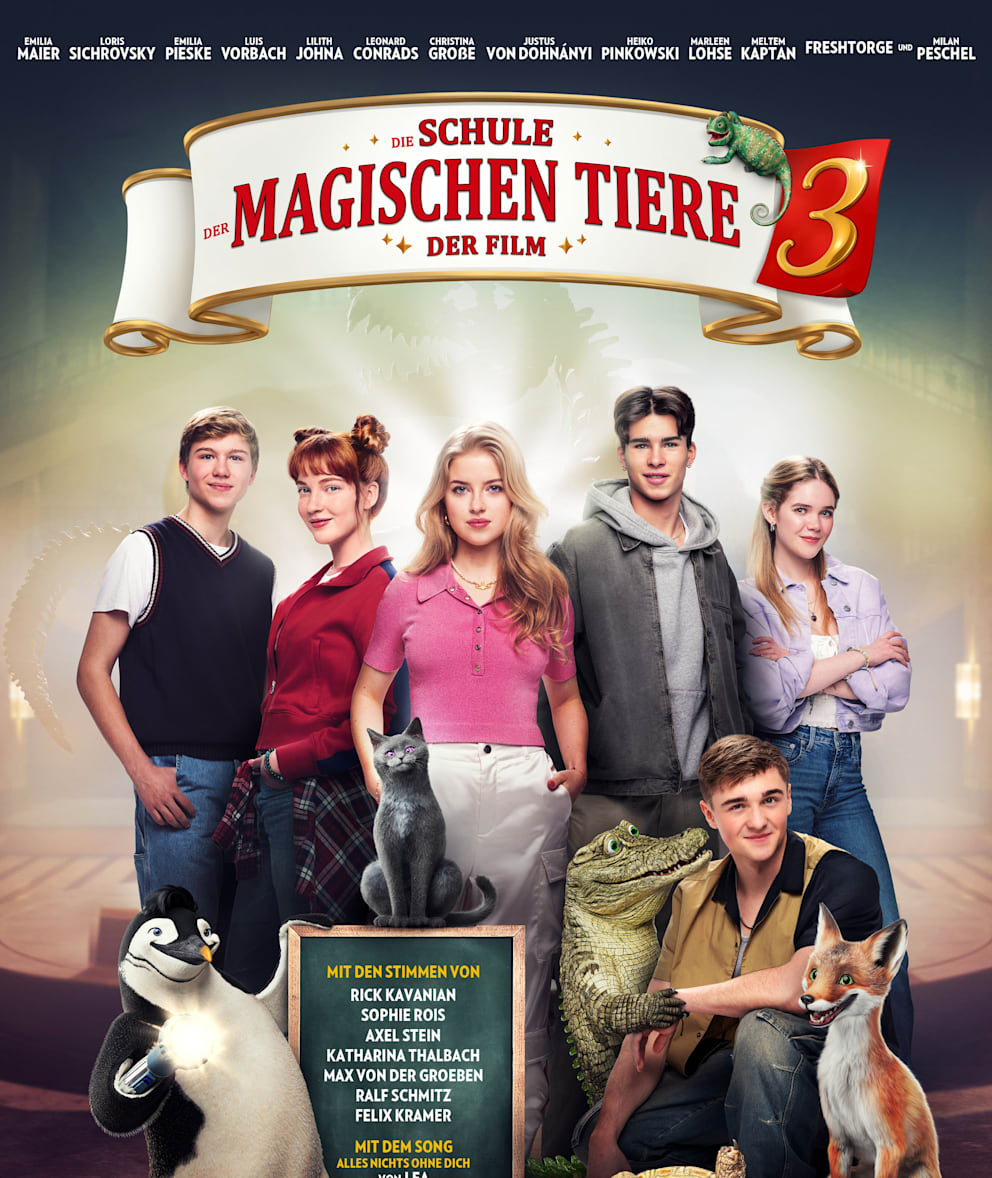 EMILIA MAIER LORIS SICHROVSKY EMILIA PIESKE LUIS VORBACH LILITH JOHNA LEONARD CONRADS CHRISTINA GROẞE JUSTUS VON DOHNÁNYI HEIKO PINKOWSKI MARLEEN LOHSE MELTEM KAPTAN FRESHTORGE UND MILAN PESCHEL
DIE SCHULE
DER MAGISCHEN TIERE 3
DER FILM
MIT DEN STIMMEN VON
RICK KAVANIAN
SOPHIE ROIS
AXEL STEIN
KATHARINA THALBACH
MAX VON DER GROEBEN
RALF SCHMITZ
FELIX KRAMER
MIT DEM SONG
ALLES NICHTS OHNE DICH
VON LEA